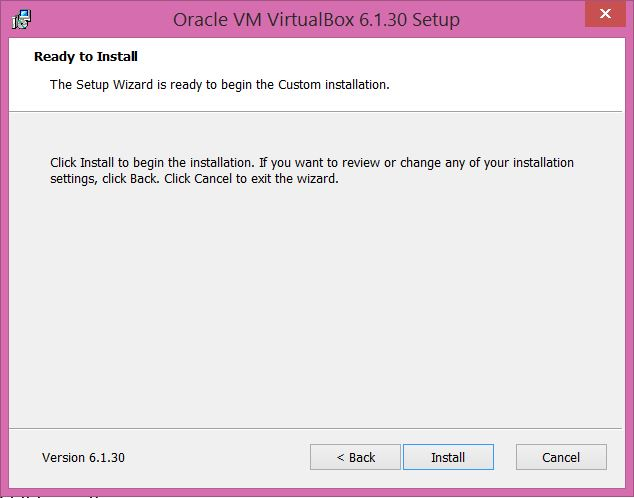 Oracle VM VirtualBox 6.1.30 Setup
Ready to Install
The Setup Wizard is ready to begin the Custom installation.
Click Install to begin the installation. If you want to review or change any of your installation
settings, click Back. Click Cancel to exit the wizard.
Version 6.1.30
< Back
Install
Cancel